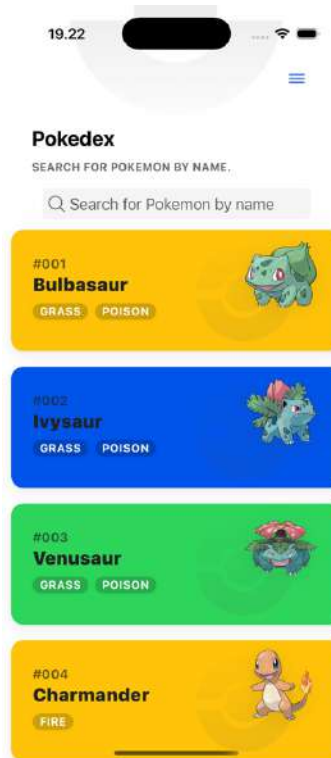 19.22
Pokedex
SEARCH FOR POKEMON BY NAME.
Search for Pokemon by name
#001
Bulbasaur
GRASS POISON
#002
Ivysaur
GRASS POISON
#003
Venusaur
GRASS POISON
#004
Charmander
FIRE